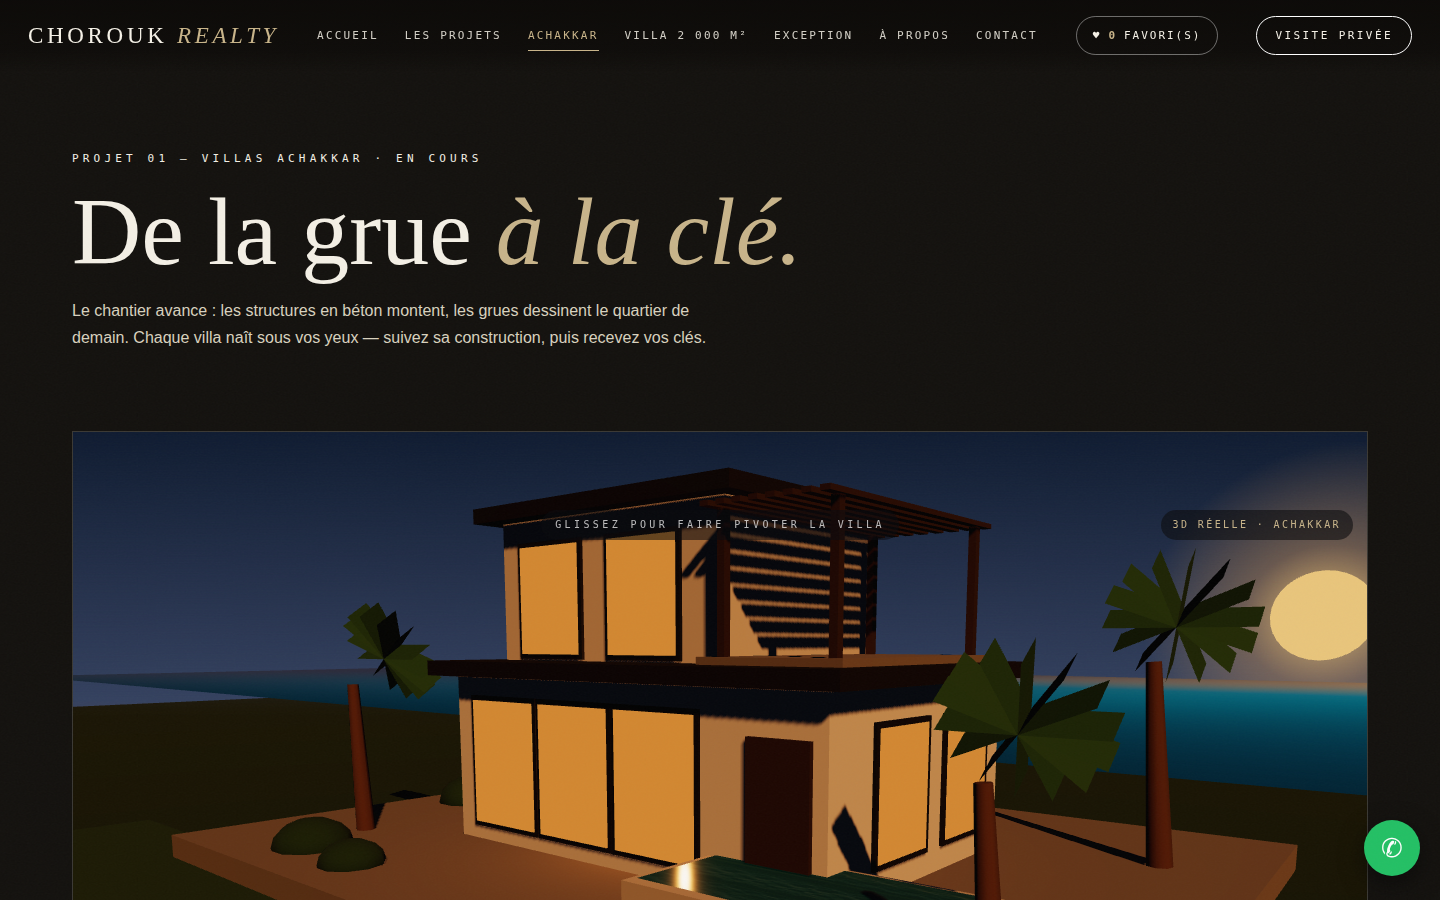 CHOROUK REALTY
ACCUEIL
LES PROJETS
ACHAKKAR
VILLA 2 000 M²
EXCEPTION
À PROPOS
CONTACT
♥ 0 FAVORI(S)
VISITE PRIVÉE
PROJET 01 — VILLAS ACHAKKAR · EN COURS
De la grue à la clé.
Le chantier avance : les structures en béton montent, les grues dessinent le quartier de
demain. Chaque villa naît sous vos yeux — suivez sa construction, puis recevez vos clés.
GLISSEZ POUR FAIRE PIVOTER LA VILLA
3D RÉELLE · ACHAKKAR